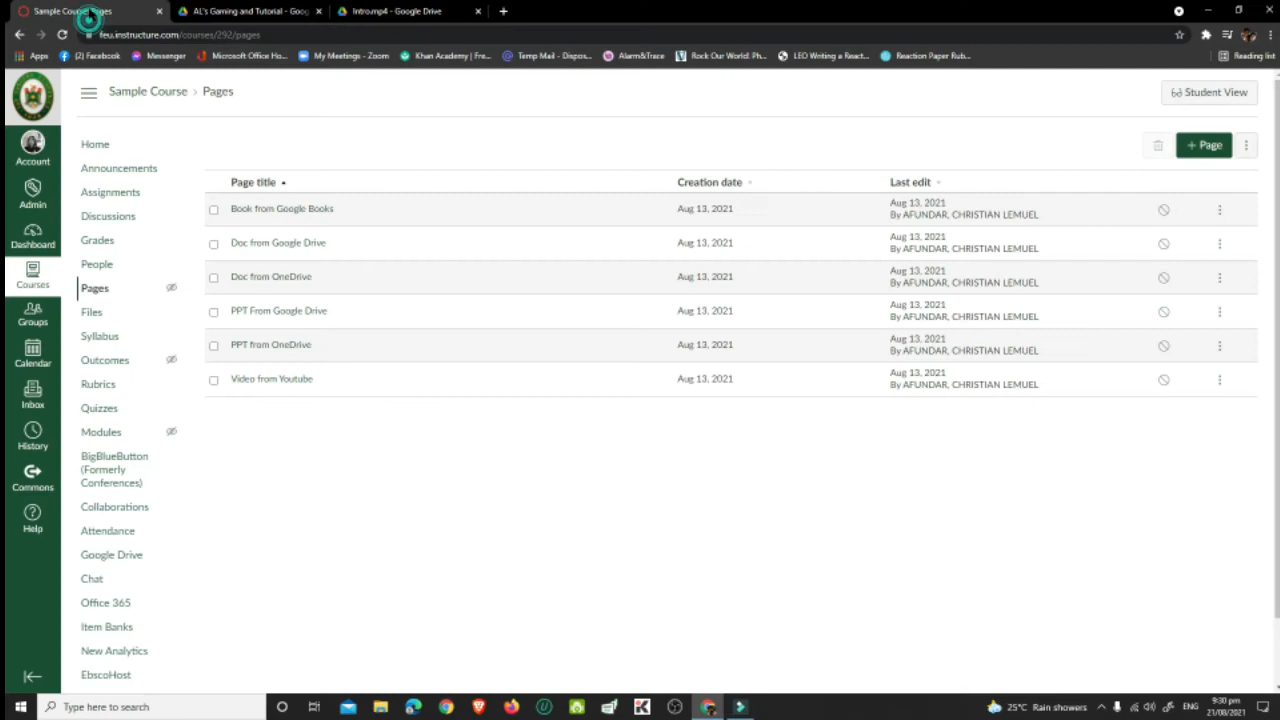 Sample Course: Pages
AL's Gaming and Tutorial - Goog
Intro.mp4 - Google Drive
feu.instructure.com/courses/292/pages
Apps
(2) Facebook
Messenger
Microsoft Office Ho...
My Meetings - Zoom
Khan Academy | Fre...
Temp Mail - Dispos...
Alarm&Trace
Rock Our World: Ph...
LEO Writing a React...
Reaction Paper Rub...
Reading list
Sample Course › Pages
Student View
+ Page
Account
Admin
Dashboard
Courses
Groups
Calendar
Inbox
History
Commons
Help
Home
Announcements
Assignments
Discussions
Grades
People
Pages
Files
Syllabus
Outcomes
Rubrics
Quizzes
Modules
BigBlueButton
(Formerly
Conferences)
Collaborations
Attendance
Google Drive
Chat
Office 365
Item Banks
New Analytics
EbscoHost
Page title Creation date Last edit
Book from Google Books Aug 13, 2021 Aug 13, 2021
By AFUNDAR, CHRISTIAN LEMUEL
Doc from Google Drive Aug 13, 2021 Aug 13, 2021
By AFUNDAR, CHRISTIAN LEMUEL
Doc from OneDrive Aug 13, 2021 Aug 13, 2021
By AFUNDAR, CHRISTIAN LEMUEL
PPT From Google Drive Aug 13, 2021 Aug 13, 2021
By AFUNDAR, CHRISTIAN LEMUEL
PPT from OneDrive Aug 13, 2021 Aug 13, 2021
By AFUNDAR, CHRISTIAN LEMUEL
Video from Youtube Aug 13, 2021 Aug 13, 2021
By AFUNDAR, CHRISTIAN LEMUEL
Type here to search
25°C Rain showers
ENG
9:30 pm
21/08/2021